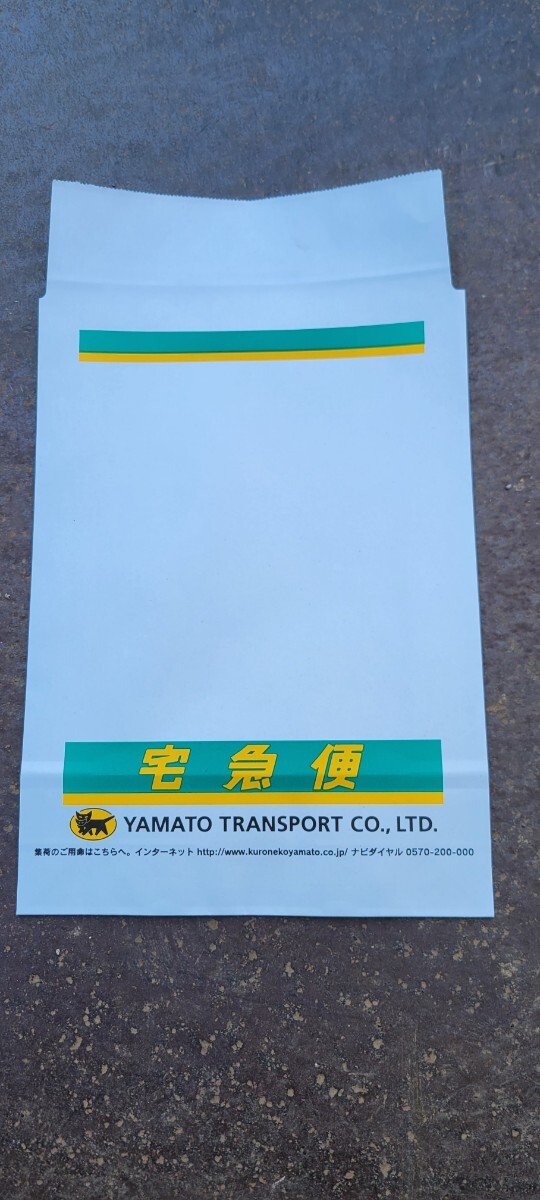 宅急便
YAMATO TRANSPORT CO., LTD.
集荷のご用命はこちらへ。インターネット http://www.kuronekoyamato.co.jp/ ナビダイヤル 0570-200-000